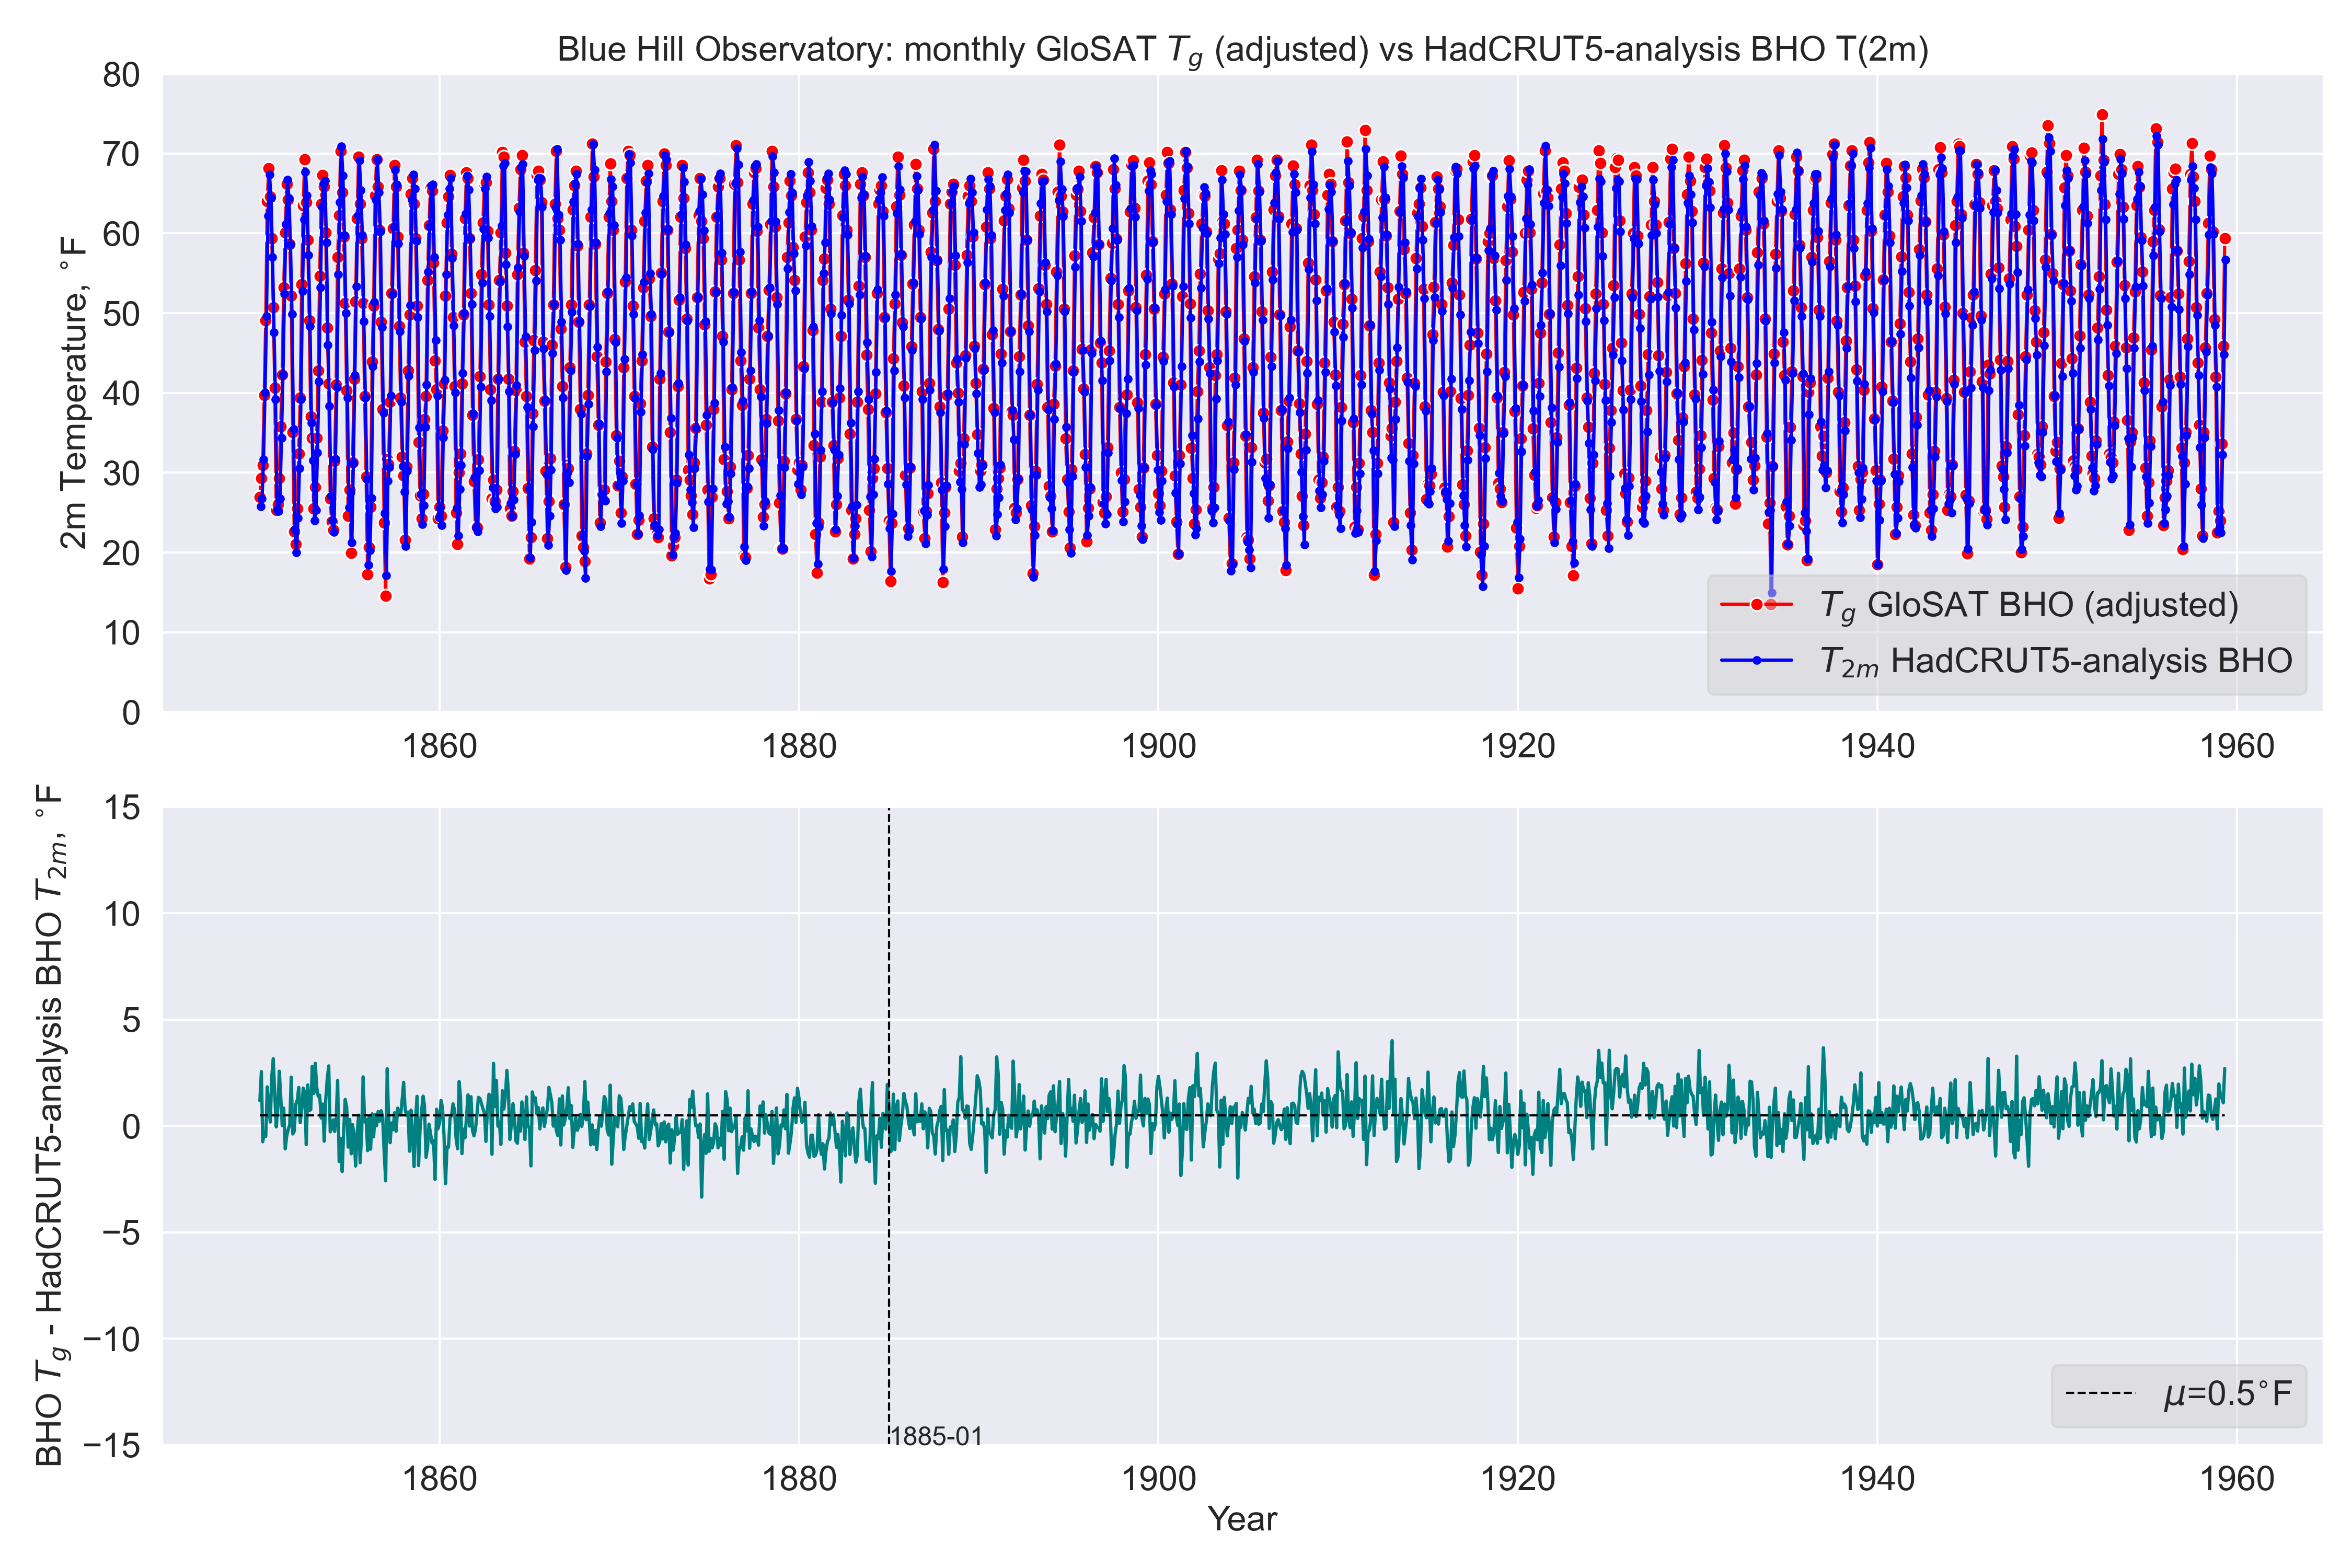 Blue Hill Observatory: monthly GloSAT Tg (adjusted) vs HadCRUT5-analysis BHO T(2m)
2m Temperature, °F
80
70
60
50
40
30
20
10
0
Tg GloSAT BHO (adjusted)
T2m HadCRUT5-analysis BHO
1860 1880 1900 1920 1940 1960
BHO Tg - HadCRUT5-analysis BHO T2m, °F
15
10
5
0
−5
−10
−15
1885-01
μ=0.5°F
1860 1880 1900 1920 1940 1960
Year